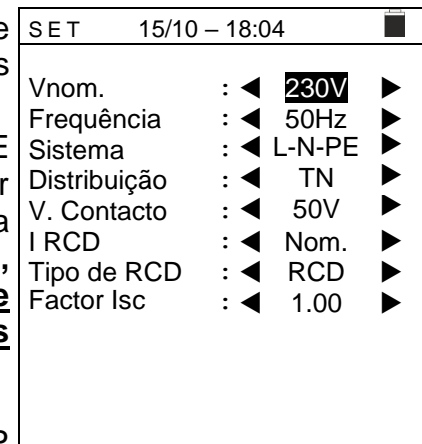 SET 15/10 – 18:04
Vnom. : ◀ 230V ▶
Frequência : ◀ 50Hz ▶
Sistema : ◀ L-N-PE ▶
Distribuição : ◀ TN ▶
V. Contacto : ◀ 50V ▶
I RCD : ◀ Nom. ▶
Tipo de RCD : ◀ RCD ▶
Factor Isc : ◀ 1.00 ▶